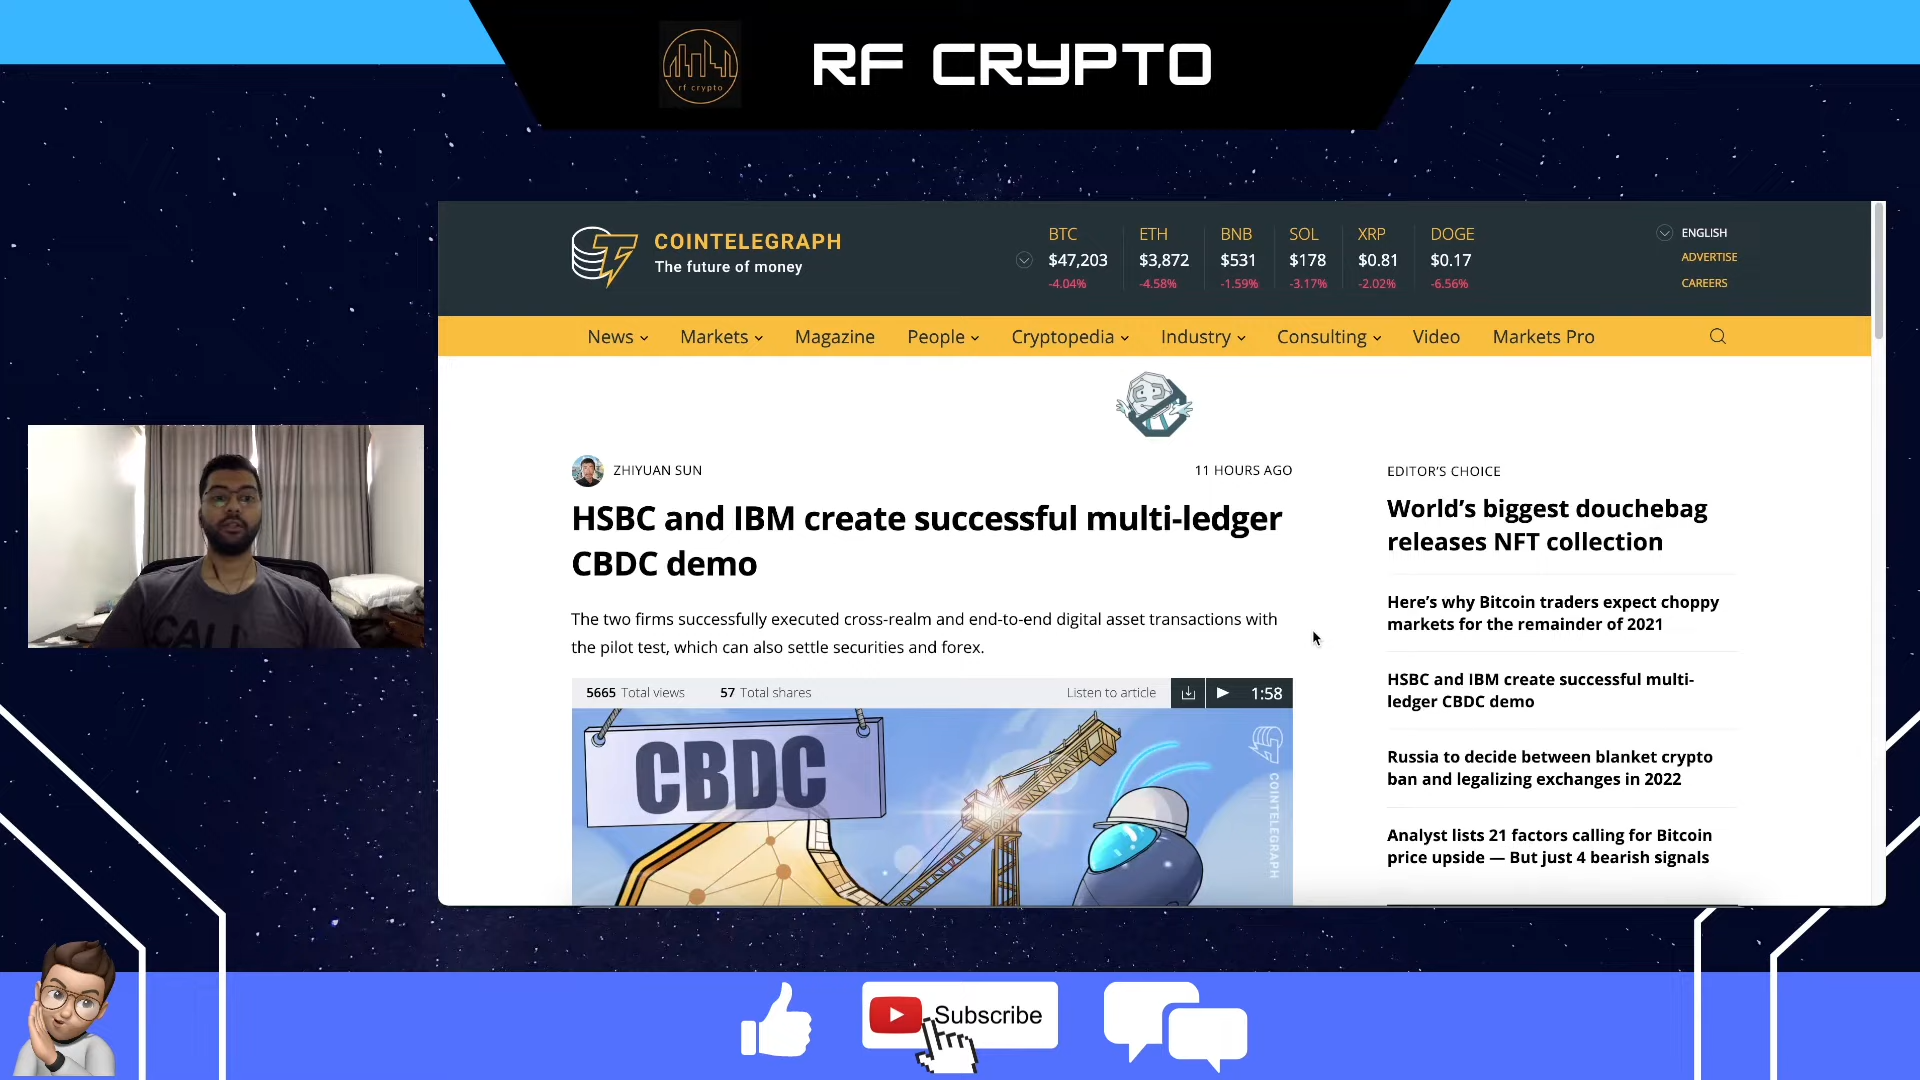 rf crypto
RF CRYPTO
COINTELEGRAPH
The future of money
BTC ETH BNB SOL XRP DOGE
$47,203 $3,872 $531 $178 $0.81 $0.17
-4.04% -4.58% -1.59% -3.17% -2.02% -6.56%
ENGLISH
ADVERTISE
CAREERS
News Markets Magazine People Cryptopedia Industry Consulting Video Markets Pro
ZHIYUAN SUN
11 HOURS AGO
HSBC and IBM create successful multi-ledger
CBDC demo
The two firms successfully executed cross-realm and end-to-end digital asset transactions with
the pilot test, which can also settle securities and forex.
5665 Total views 57 Total shares
Listen to article 1:58
CBDC
COINTELEGRAPH
EDITOR'S CHOICE
World's biggest douchebag
releases NFT collection
Here's why Bitcoin traders expect choppy
markets for the remainder of 2021
HSBC and IBM create successful multi-
ledger CBDC demo
Russia to decide between blanket crypto
ban and legalizing exchanges in 2022
Analyst lists 21 factors calling for Bitcoin
price upside — But just 4 bearish signals
CALL
Subscribe